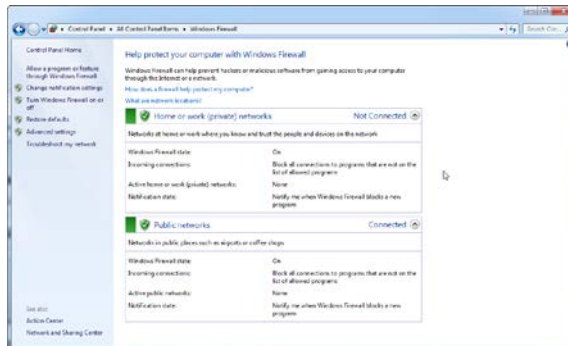 Control Panel ▸ All Control Panel Items ▸ Windows Firewall
Search Con...
Control Panel Home
Allow a program or feature
through Windows Firewall
Change notification settings
Turn Windows Firewall on or
off
Restore defaults
Advanced settings
Troubleshoot my network
See also
Action Center
Network and Sharing Center
Help protect your computer with Windows Firewall
Windows Firewall can help prevent hackers or malicious software from gaining access to your computer
through the Internet or a network.
How does a firewall help protect my computer?
What are network locations?
Home or work (private) networks Not Connected
Networks at home or work where you know and trust the people and devices on the network
Windows Firewall state: On
Incoming connections: Block all connections to programs that are not on the
list of allowed programs
Active home or work (private) networks: None
Notification state: Notify me when Windows Firewall blocks a new
program
Public networks Connected
Networks in public places such as airports or coffee shops
Windows Firewall state: On
Incoming connections: Block all connections to programs that are not on the
list of allowed programs
Active public networks: None
Notification state: Notify me when Windows Firewall blocks a new
program